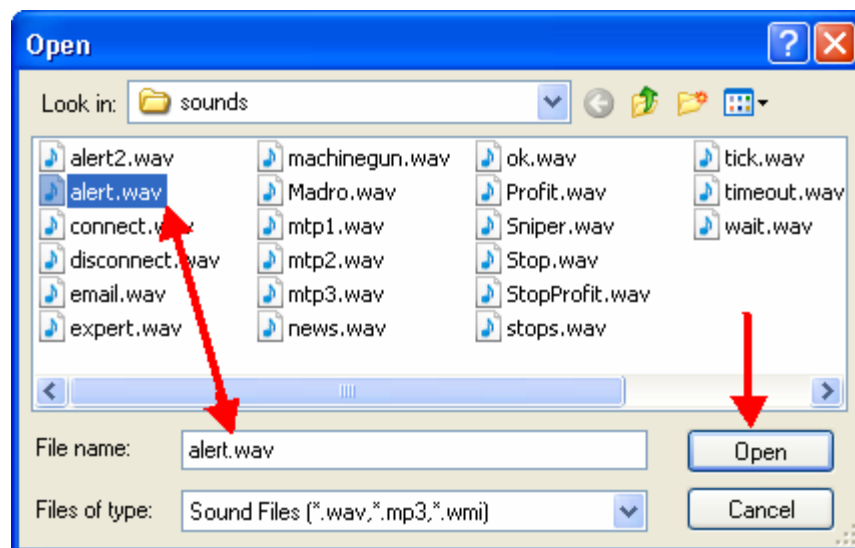 Open
Look in: sounds
alert2.wav
alert.wav
connect.wav
disconnect.wav
email.wav
expert.wav
machinegun.wav
Madro.wav
mtp1.wav
mtp2.wav
mtp3.wav
news.wav
ok.wav
Profit.wav
Sniper.wav
Stop.wav
StopProfit.wav
stops.wav
tick.wav
timeout.wav
wait.wav
File name: alert.wav
Open
Files of type: Sound Files (*.wav,*.mp3,*.wmi)
Cancel